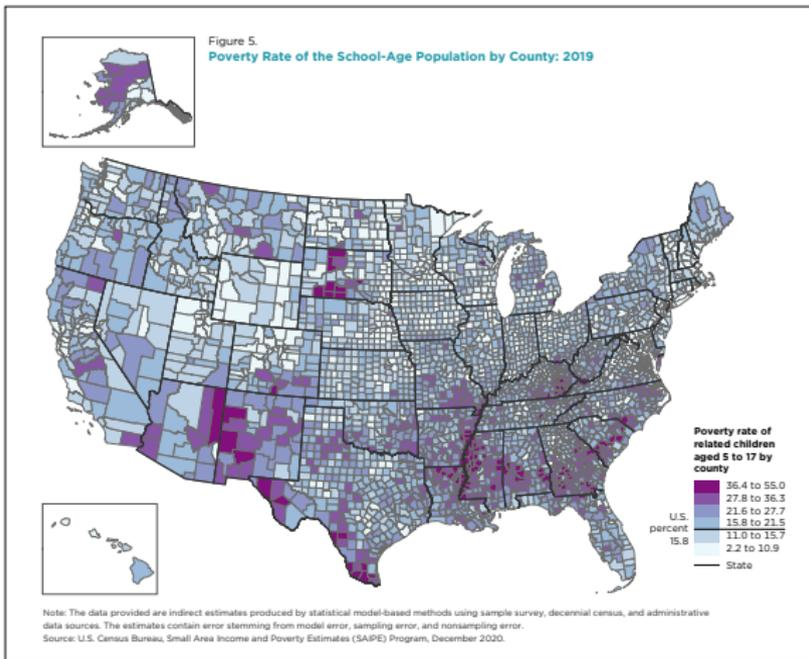 Figure 5.
Poverty Rate of the School-Age Population by County: 2019
Poverty rate of
related children
aged 5 to 17 by
county
36.4 to 55.0
27.8 to 36.3
21.6 to 27.7
15.8 to 21.5
11.0 to 15.7
2.2 to 10.9
U.S.
percent
15.8
State
Note: The data provided are indirect estimates produced by statistical model-based methods using sample survey, decennial census, and administrative
data sources. The estimates contain error stemming from model error, sampling error, and nonsampling error.
Source: U.S. Census Bureau, Small Area Income and Poverty Estimates (SAIPE) Program, December 2020.